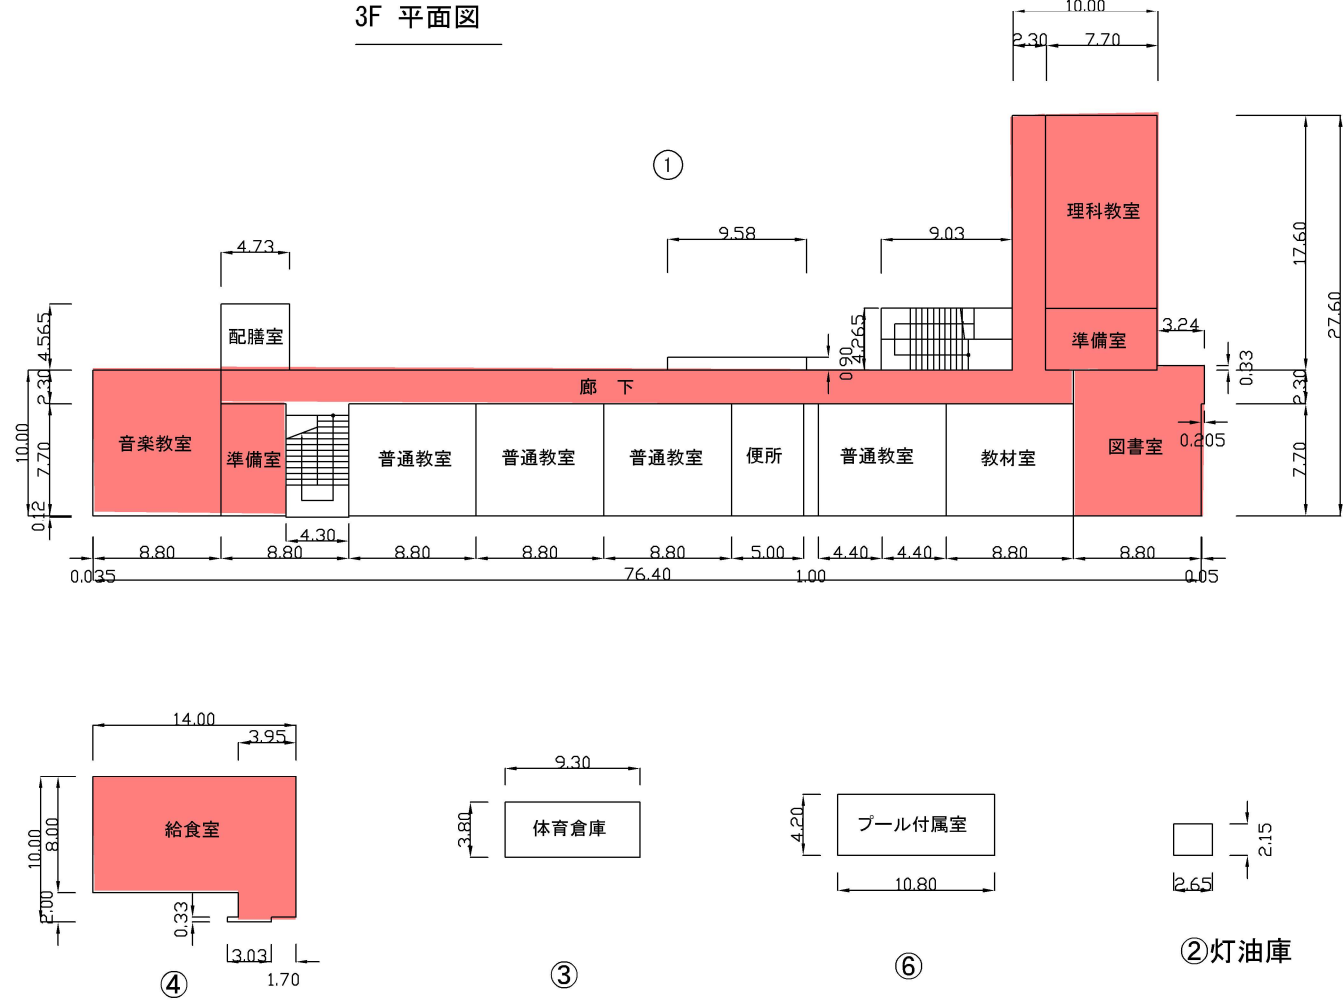 3F 平面図
10.00
2.30
7.70
①
理科教室
17.60
27.60
4.73
9.58
9.03
配膳室
準備室
3.24
4.565
4.265
0.90
0.33
廊 下
2.30
2.30
10.00
7.70
音楽教室
準備室
普通教室
普通教室
普通教室
便所
普通教室
教材室
図書室
0.205
7.70
0.12
4.30
8.80
8.80
8.80
8.80
8.80
5.00
4.40
4.40
8.80
8.80
0.035
76.40
1.00
0.05
14.00
3.95
給食室
10.00
8.00
2.00
0.33
3.03
1.70
④
9.30
3.80
体育倉庫
③
4.20
プール付属室
10.80
⑥
2.15
2.65
②灯油庫